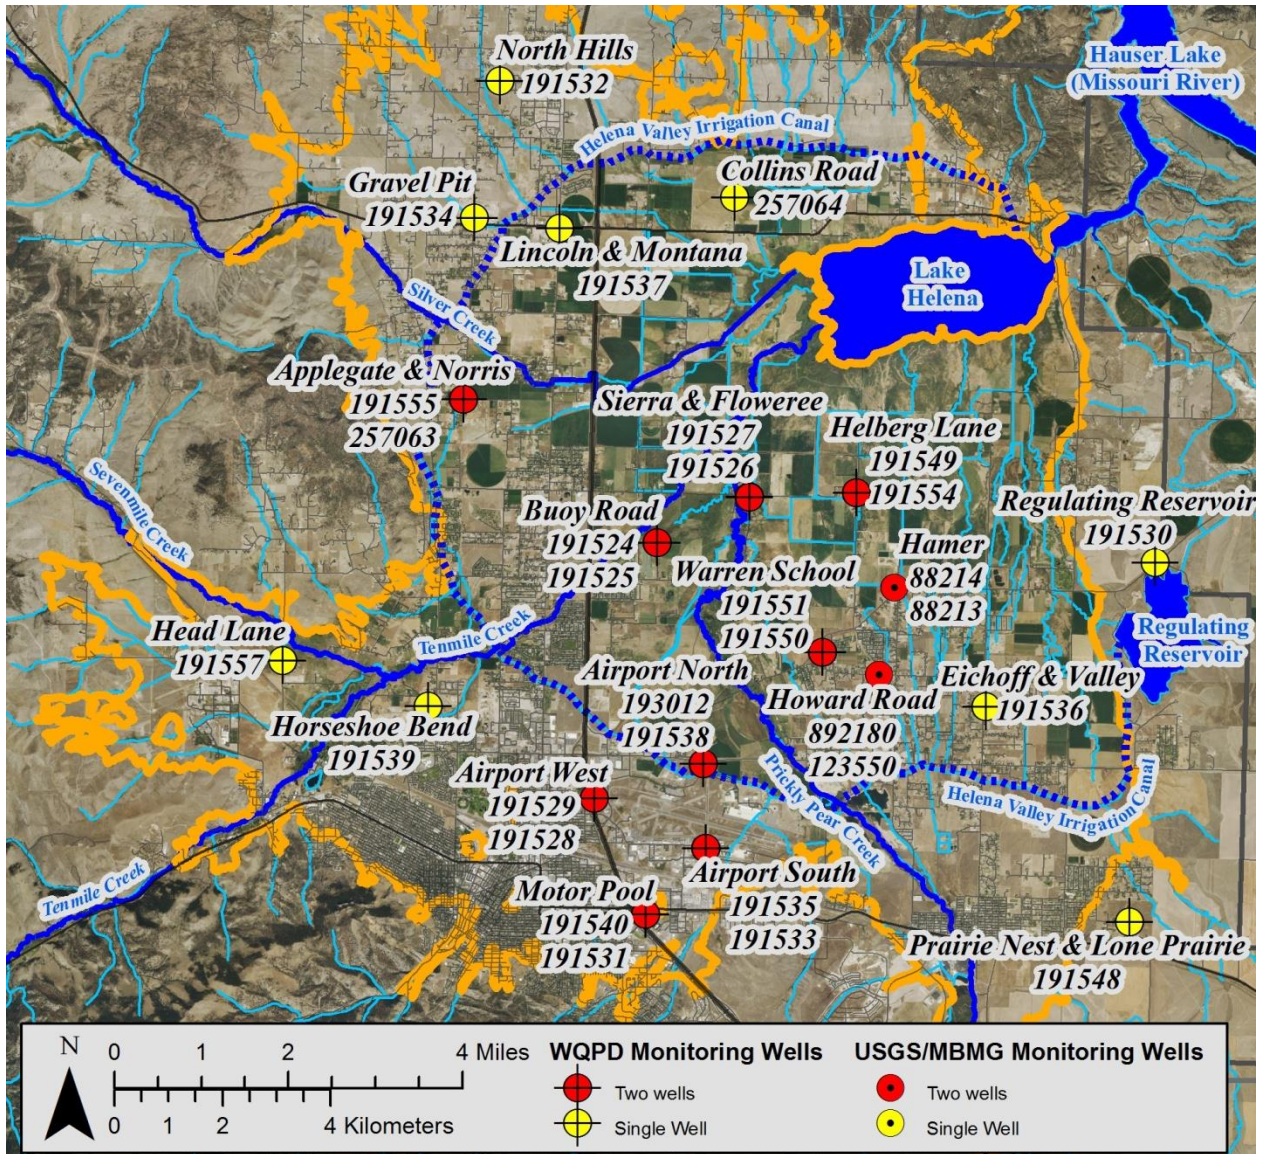 North Hills
191532
Hauser Lake
(Missouri River)
Helena Valley Irrigation Canal
Collins Road
257064
Gravel Pit
191534
Lincoln & Montana
191537
Lake
Helena
Silver Creek
Applegate & Norris
191555
257063
Sierra & Floweree
191527
191526
Helberg Lane
191549
191554
Regulating Reservoir
191530
Sevenmile Creek
Buoy Road
191524
191525
Hamer
88214
88213
Warren School
191551
191550
Head Lane
191557
Tenmile Creek
Regulating
Reservoir
Airport North
193012
191538
Eichoff & Valley
191536
Howard Road
892180
123550
Horseshoe Bend
191539
Airport West
191529
191528
Prickly Pear Creek
Helena Valley Irrigation Canal
Tenmile Creek
Airport South
191535
191533
Motor Pool
191540
191531
Prairie Nest & Lone Prairie
191548
N
0 1 2 4 Miles
0 1 2 4 Kilometers
WQPD Monitoring Wells
Two wells
Single Well
USGS/MBMG Monitoring Wells
Two wells
Single Well